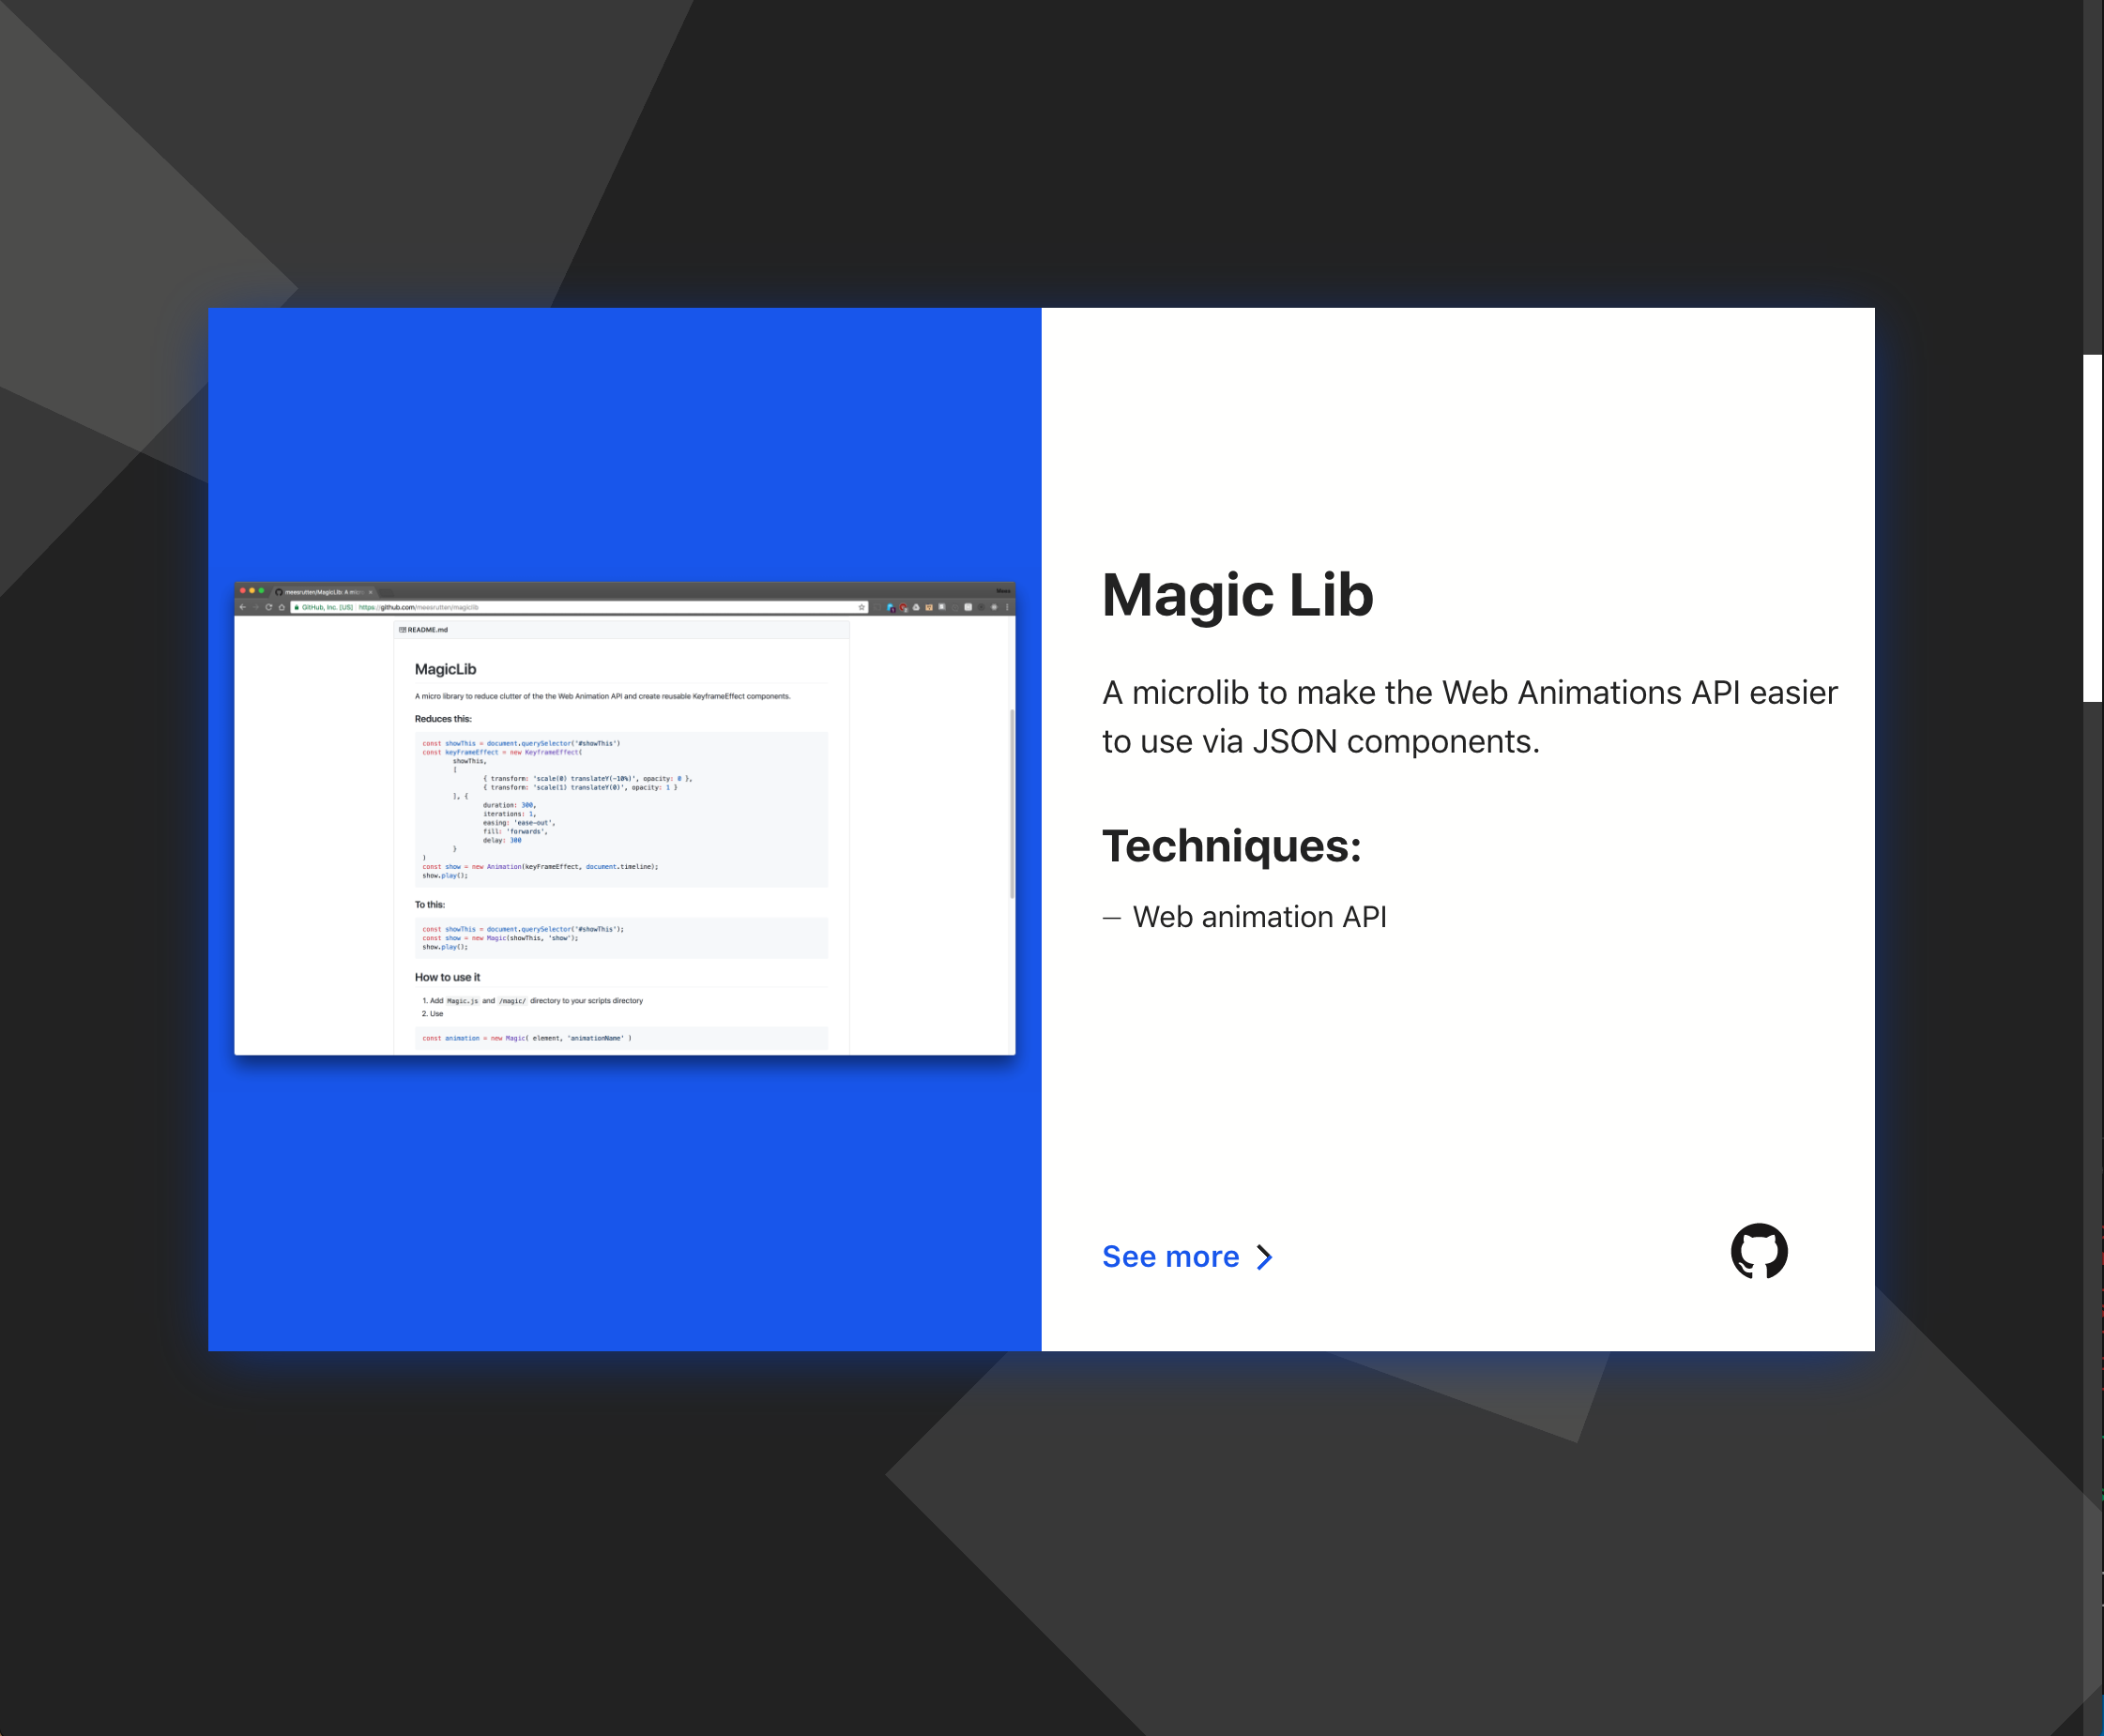 meesrutten/MagicLib: A micro
GitHub, Inc. [US] https://github.com/meesrutten/magiclib
README.md
MagicLib
A micro library to reduce clutter of the the Web Animation API and create reusable KeyframeEffect components.
Reduces this:
const showThis = document.querySelector('#showThis')
const keyFrameEffect = new KeyframeEffect(
showThis,
[
{ transform: 'scale(0) translateY(-10%)', opacity: 0 },
{ transform: 'scale(1) translateY(0)', opacity: 1 }
], {
duration: 300,
iterations: 1,
easing: 'ease-out',
fill: 'forwards',
delay: 300
}
)
const show = new Animation(keyFrameEffect, document.timeline);
show.play();
To this:
const showThis = document.querySelector('#showThis');
const show = new Magic(showThis, 'show');
show.play();
How to use it
1. Add Magic.js and /magic/ directory to your scripts directory
2. Use
const animation = new Magic( element, 'animationName' )
Magic Lib
A microlib to make the Web Animations API easier
to use via JSON components.
Techniques:
— Web animation API
See more